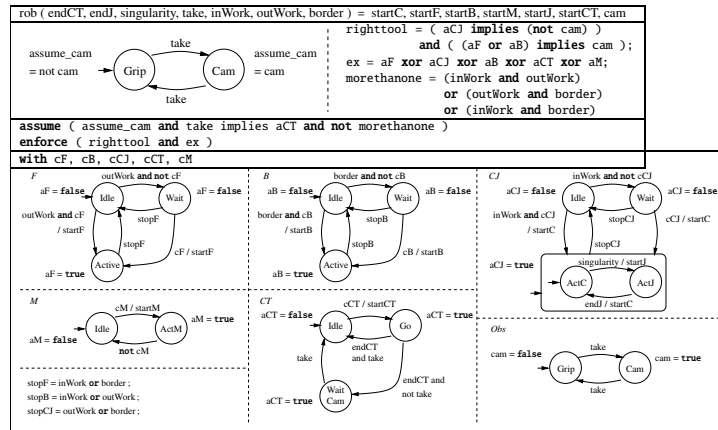 rob ( endCT, endJ, singularity, take, inWork, outWork, border ) = startC, startF, startB, startM, startJ, startCT, cam
assume_cam
= not cam
take
Grip
Cam
take
assume_cam
= cam
righttool = ( aCJ implies (not cam) )
and ( (aF or aB) implies cam );
ex = aF xor aCJ xor aB xor aCT xor aM;
morethanone = (inWork and outWork)
or (outWork and border)
or (inWork and border)
assume ( assume_cam and take implies aCT and not morethanone )
enforce ( righttool and ex )
with cF, cB, cCJ, cCT, cM
F
outWork and not cF
aF = false
Idle
Wait
aF = false
stopF
outWork and cF
/ startF
stopF
cF / startF
Active
aF = true
B
border and not cB
aB = false
Idle
Wait
aB = false
stopB
border and cB
/ startB
stopB
cB / startB
Active
aB = true
CJ
inWork and not cCJ
aCJ = false
Idle
Wait
aCJ = false
stopCJ
inWork and cCJ
/ startC
cCJ / startC
stopCJ
aCJ = true
singularity / startJ
ActC
ActJ
endJ / startC
M
cM / startM
Idle
ActM
aM = true
aM = false
not cM
CT
cCT / startCT
aCT = false
Idle
Go
aCT = true
endCT
and take
take
endCT and
not take
Wait
Cam
aCT = true
Obs
take
cam = false
Grip
Cam
cam = true
take
stopF = inWork or border ;
stopB = inWork or outWork ;
stopCJ = outWork or border ;